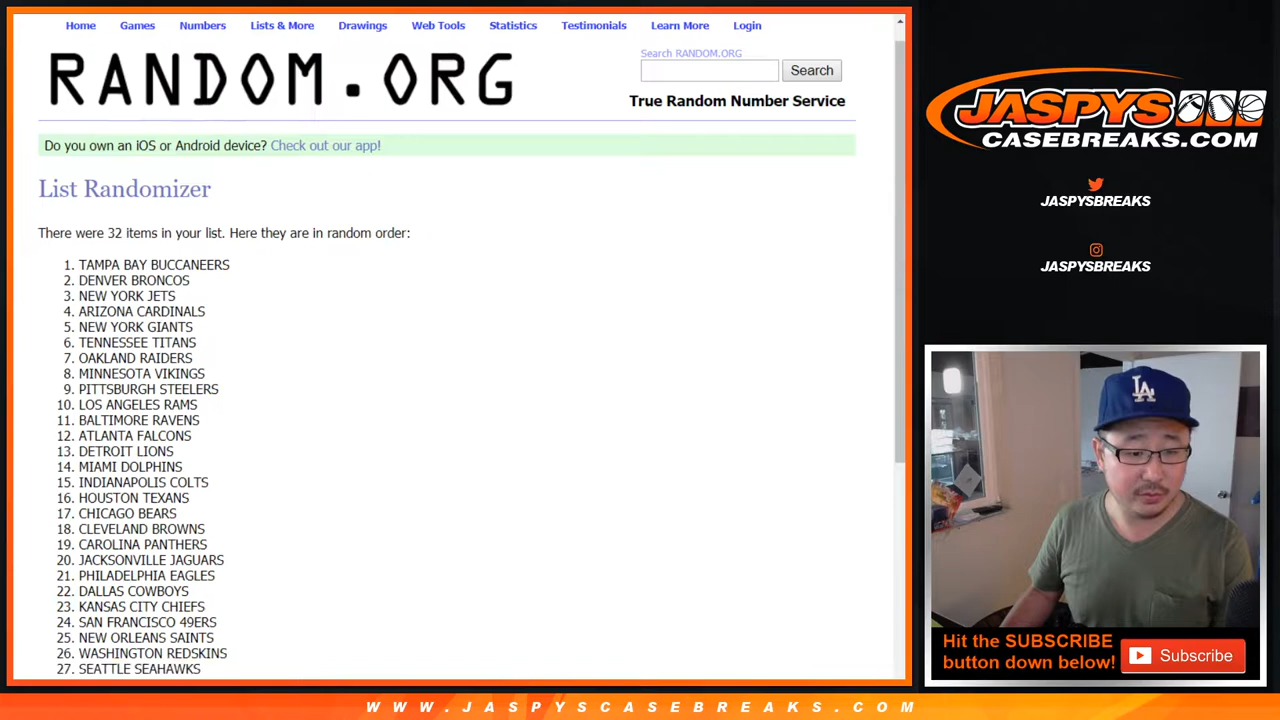 Home Games Numbers Lists & More Drawings Web Tools Statistics Testimonials Learn More Login
RANDOM.ORG
Search RANDOM.ORG
Search
True Random Number Service
Do you own an iOS or Android device? Check out our app!
List Randomizer
There were 32 items in your list. Here they are in random order:
1. TAMPA BAY BUCCANEERS
2. DENVER BRONCOS
3. NEW YORK JETS
4. ARIZONA CARDINALS
5. NEW YORK GIANTS
6. TENNESSEE TITANS
7. OAKLAND RAIDERS
8. MINNESOTA VIKINGS
9. PITTSBURGH STEELERS
10. LOS ANGELES RAMS
11. BALTIMORE RAVENS
12. ATLANTA FALCONS
13. DETROIT LIONS
14. MIAMI DOLPHINS
15. INDIANAPOLIS COLTS
16. HOUSTON TEXANS
17. CHICAGO BEARS
18. CLEVELAND BROWNS
19. CAROLINA PANTHERS
20. JACKSONVILLE JAGUARS
21. PHILADELPHIA EAGLES
22. DALLAS COWBOYS
23. KANSAS CITY CHIEFS
24. SAN FRANCISCO 49ERS
25. NEW ORLEANS SAINTS
26. WASHINGTON REDSKINS
27. SEATTLE SEAHAWKS
JASPYS
CASEBREAKS.COM
JASPYSBREAKS
JASPYSBREAKS
LA
Hit the SUBSCRIBE
button down below!
Subscribe
WWW.JASPYSCASEBREAKS.COM